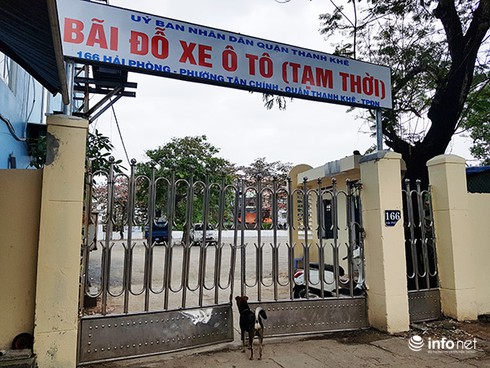 UỶ BAN NHÂN DÂN QUẬN THANH KHÊ
BÃI ĐỖ XE Ô TÔ (TẠM THỜI)
166 HẢI PHÒNG - PHƯỜNG TÂN CHÍNH - QUẬN THANH KHÊ - TPĐN
166
infonet